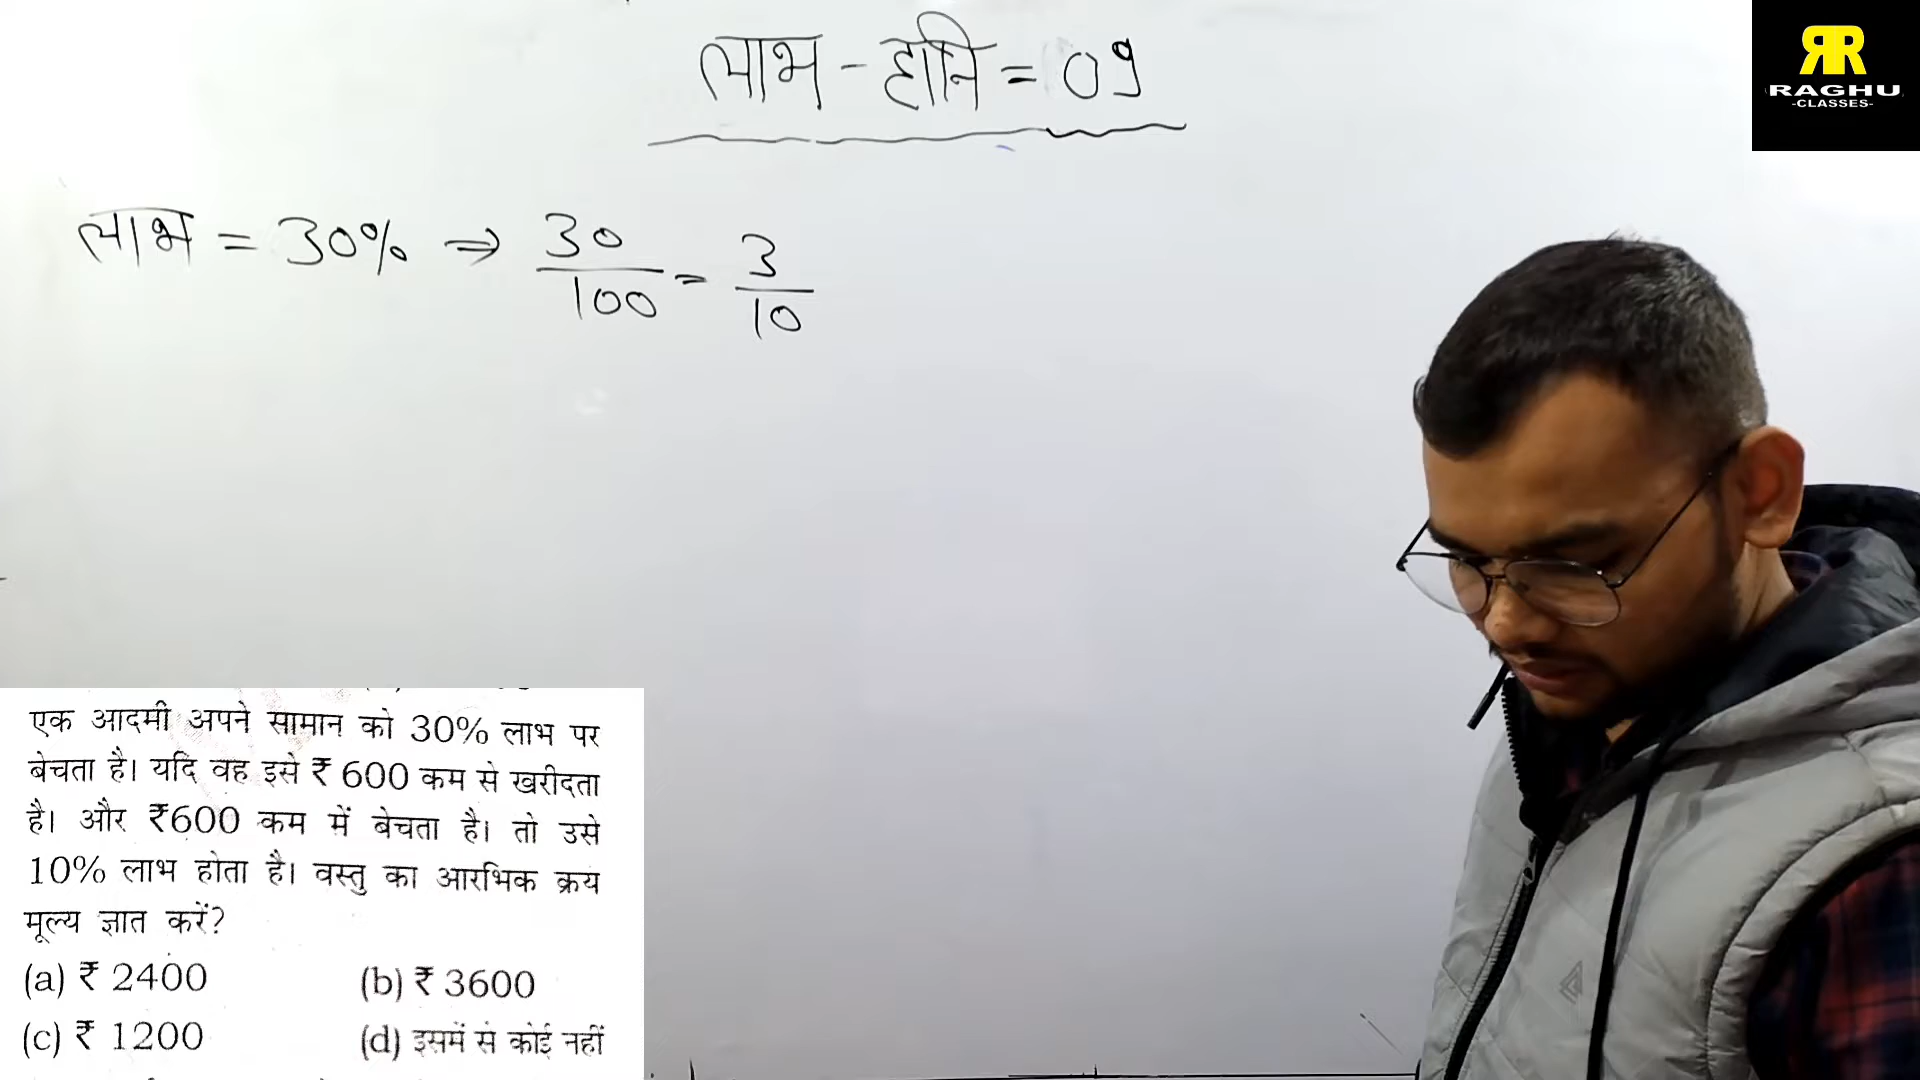 लाभ - हानि = 09
RAGHU
-CLASSES-
लाभ = 30% ⇒ 30/100 = 3/10
एक आदमी अपने सामान को 30% लाभ पर
बेचता है। यदि वह इसे ₹ 600 कम से खरीदता
है। और ₹600 कम में बेचता है। तो उसे
10% लाभ होता है। वस्तु का आरभिक क्रय
मूल्य ज्ञात करें?
(a) ₹ 2400 (b) ₹ 3600
(c) ₹ 1200 (d) इसमें से कोई नहीं